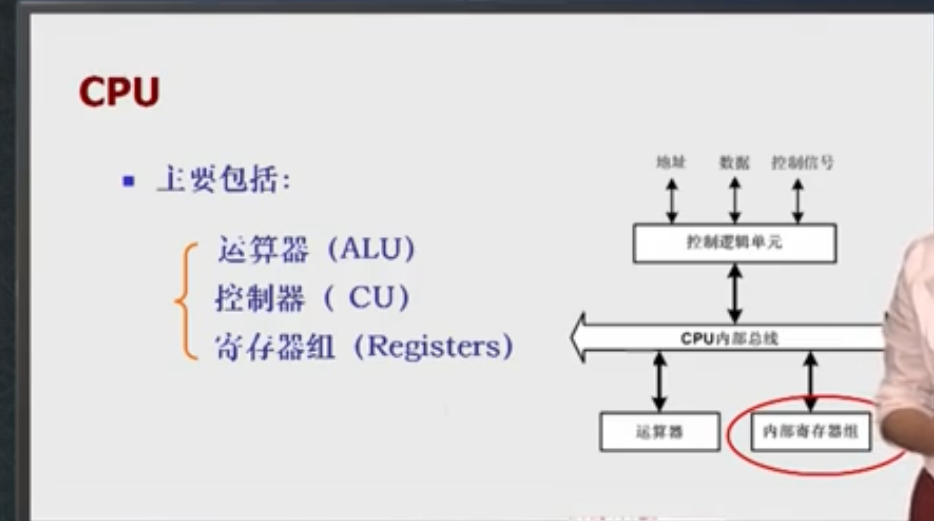 CPU
主要包括:
运算器（ALU）
控制器（ CU）
寄存器组（Registers）
地址 数据 控制信号
控制逻辑单元
CPU内部总线
运算器 内部寄存器组